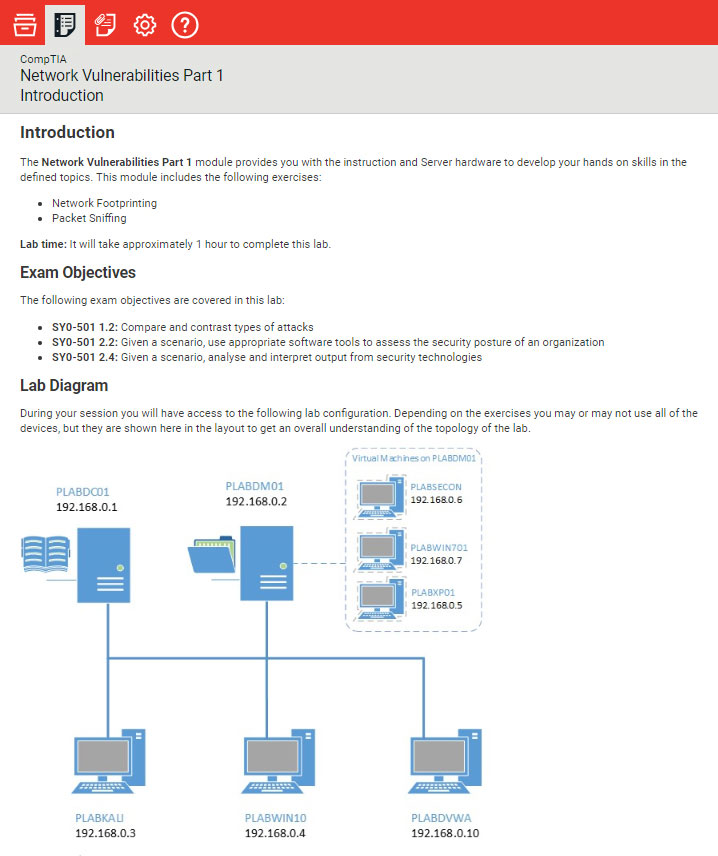 CompTIA
Network Vulnerabilities Part 1
Introduction
Introduction
The Network Vulnerabilities Part 1 module provides you with the instruction and Server hardware to develop your hands on skills in the
defined topics. This module includes the following exercises:
• Network Footprinting
• Packet Sniffing
Lab time: It will take approximately 1 hour to complete this lab.
Exam Objectives
The following exam objectives are covered in this lab:
• SY0-501 1.2: Compare and contrast types of attacks
• SY0-501 2.2: Given a scenario, use appropriate software tools to assess the security posture of an organization
• SY0-501 2.4: Given a scenario, analyse and interpret output from security technologies
Lab Diagram
During your session you will have access to the following lab configuration. Depending on the exercises you may or may not use all of the
devices, but they are shown here in the layout to get an overall understanding of the topology of the lab.
Virtual Machines on PLABDM01
PLABDC01
192.168.0.1
PLABDM01
192.168.0.2
PLABSECON
192.168.0.6
PLABWIN701
192.168.0.7
PLABXP01
192.168.0.5
PLABKALI
192.168.0.3
PLABWIN10
192.168.0.4
PLABDVWA
192.168.0.10